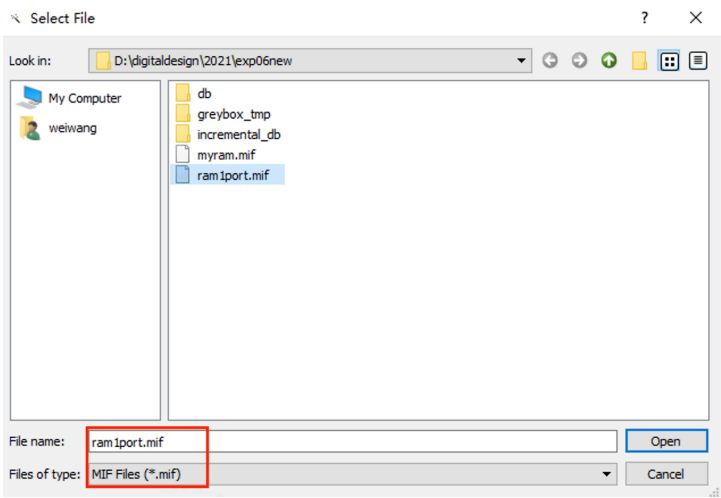 Select File
?
Look in:
D:\digitaldesign\2021\exp06new
My Computer
weiwang
db
greybox_tmp
incremental_db
myram.mif
ram1port.mif
File name:
ram1port.mif
Open
Files of type:
MIF Files (*.mif)
Cancel